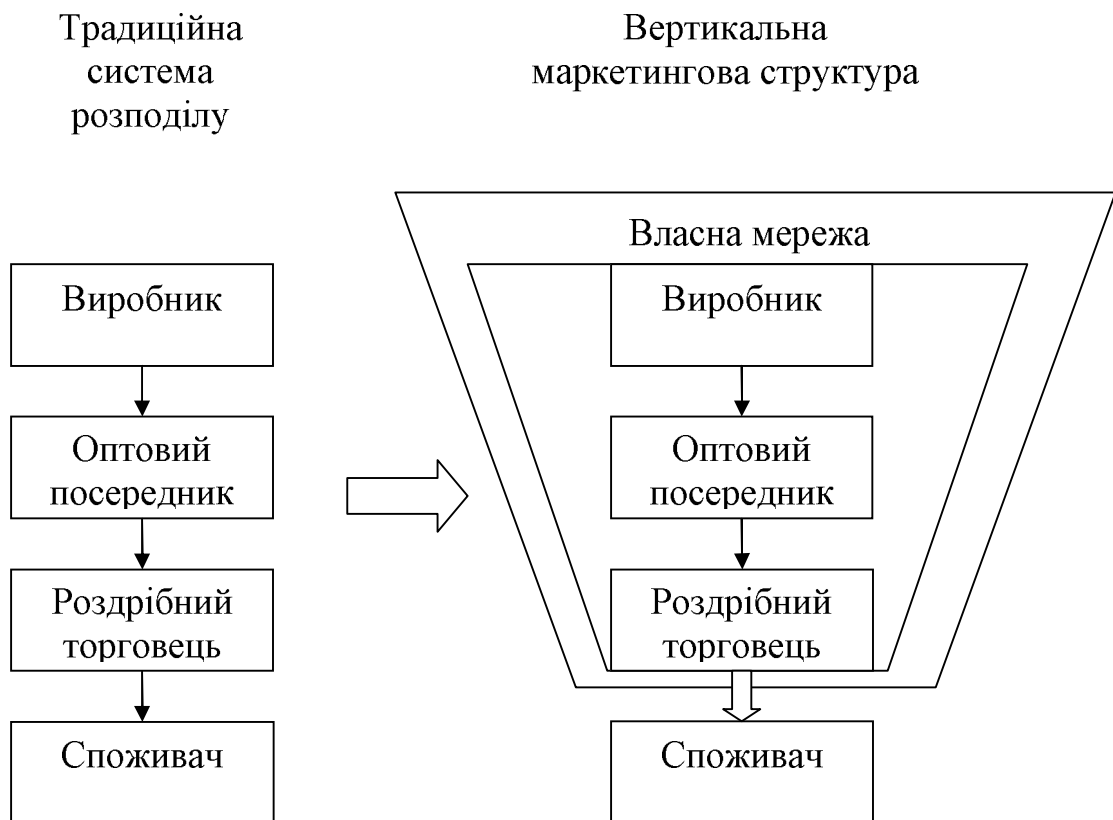 Традиційна
система
розподілу
Вертикальна
маркетингова структура
Виробник
Оптовий
посередник
Роздрібний
торговець
Споживач
Власна мережа
Виробник
Оптовий
посередник
Роздрібний
торговець
Споживач